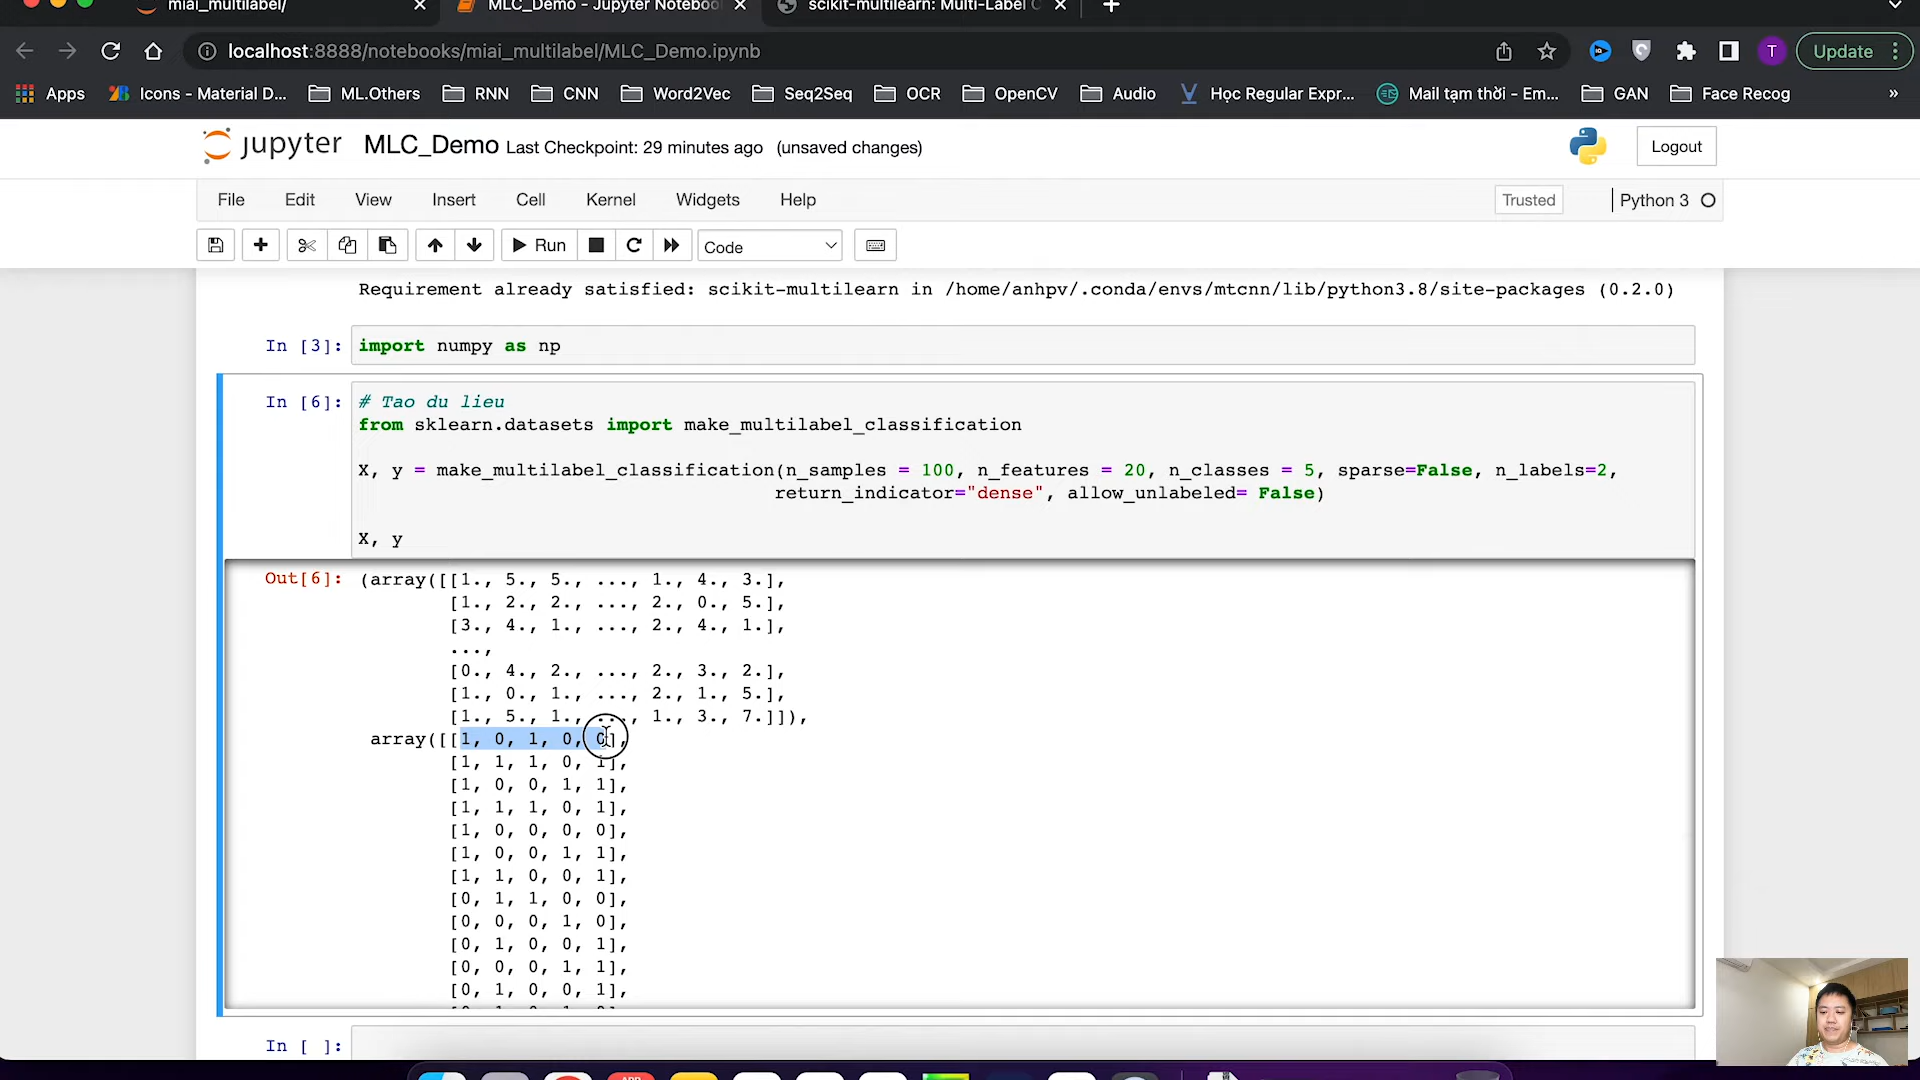 miai_multilabel/
MLC_Demo - Jupyter Noteboo
scikit-multilearn: Multi-Label C
localhost:8888/notebooks/miai_multilabel/MLC_Demo.ipynb
T
Update
Apps
Icons - Material D...
ML.Others
RNN
CNN
Word2Vec
Seq2Seq
OCR
OpenCV
Audio
Học Regular Expr...
Mail tạm thời - Em...
GAN
Face Recog
»
jupyter MLC_Demo Last Checkpoint: 29 minutes ago (unsaved changes)
Logout
File Edit View Insert Cell Kernel Widgets Help
Trusted
Python 3
Run
Code
Requirement already satisfied: scikit-multilearn in /home/anhpv/.conda/envs/mtcnn/lib/python3.8/site-packages (0.2.0)
In [3]: import numpy as np
In [6]: # Tao du lieu
from sklearn.datasets import make_multilabel_classification
X, y = make_multilabel_classification(n_samples = 100, n_features = 20, n_classes = 5, sparse=False, n_labels=2,
return_indicator="dense", allow_unlabeled= False)
X, y
Out[6]: (array([[1., 5., 5., ..., 1., 4., 3.],
[1., 2., 2., ..., 2., 0., 5.],
[3., 4., 1., ..., 2., 4., 1.],
...,
[0., 4., 2., ..., 2., 3., 2.],
[1., 0., 1., ..., 2., 1., 5.],
[1., 5., 1., ..., 1., 3., 7.]]),
array([[1, 0, 1, 0, 0],
[1, 1, 1, 0, 1],
[1, 0, 0, 1, 1],
[1, 1, 1, 0, 1],
[1, 0, 0, 0, 0],
[1, 0, 0, 1, 1],
[1, 1, 0, 0, 1],
[0, 1, 1, 0, 0],
[0, 0, 0, 1, 0],
[0, 1, 0, 0, 1],
[0, 0, 0, 1, 1],
[0, 1, 0, 0, 1],
In [ ]: